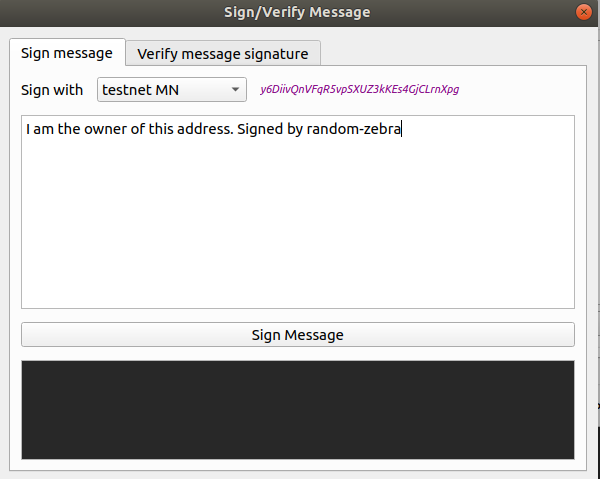 Sign/Verify Message
Sign message
Verify message signature
Sign with
testnet MN
y6DiivQnVFqR5vpSXUZ3kKEs4GjCLrnXpg
I am the owner of this address. Signed by random-zebra
Sign Message